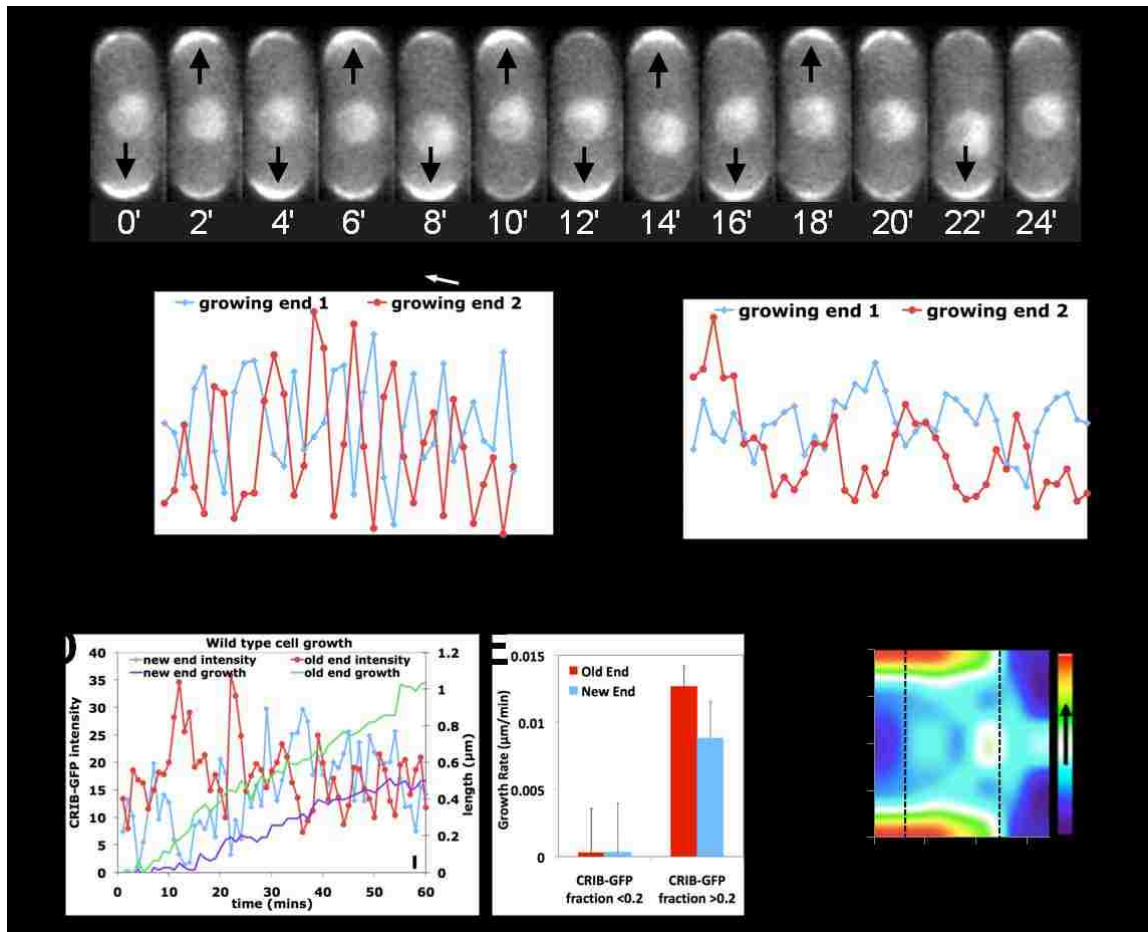 0' 2' 4' 6' 8' 10' 12' 14' 16' 18' 20' 22' 24'
growing end 1 growing end 2
growing end 1 growing end 2
D
Wild type cell growth
new end intensity old end intensity
new end growth old end growth
CRIB-GFP intensity
40
35
30
25
20
15
10
5
0
1.2
1
0.8
0.6
0.4
0.2
0
length (μm)
0 10 20 30 40 50 60
time (mins)
E
Old End
New End
Growth Rate (μm/min)
0.015
0.01
0.005
0
CRIB-GFP
fraction <0.2
CRIB-GFP
fraction >0.2